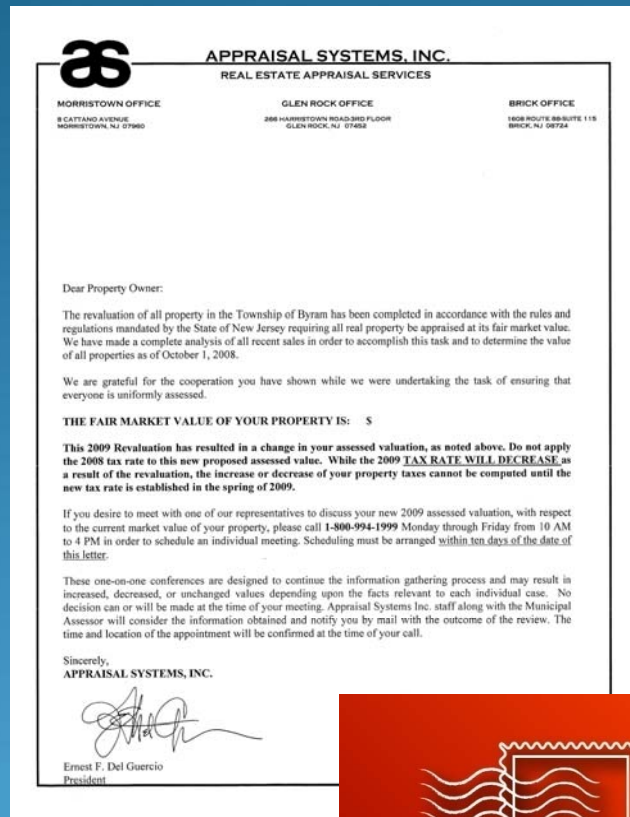 as
APPRAISAL SYSTEMS, INC.
REAL ESTATE APPRAISAL SERVICES
MORRISTOWN OFFICE
8 CATTANO AVENUE
MORRISTOWN, NJ 07960
GLEN ROCK OFFICE
266 HARRISTOWN ROAD-3RD FLOOR
GLEN ROCK, NJ 07452
BRICK OFFICE
1608 ROUTE 88-SUITE 115
BRICK, NJ 08724
Dear Property Owner:
The revaluation of all property in the Township of Byram has been completed in accordance with the rules and
regulations mandated by the State of New Jersey requiring all real property be appraised at its fair market value.
We have made a complete analysis of all recent sales in order to accomplish this task and to determine the value
of all properties as of October 1, 2008.
We are grateful for the cooperation you have shown while we were undertaking the task of ensuring that
everyone is uniformly assessed.
THE FAIR MARKET VALUE OF YOUR PROPERTY IS: $
This 2009 Revaluation has resulted in a change in your assessed valuation, as noted above. Do not apply
the 2008 tax rate to this new proposed assessed value. While the 2009 TAX RATE WILL DECREASE as
a result of the revaluation, the increase or decrease of your property taxes cannot be computed until the
new tax rate is established in the spring of 2009.
If you desire to meet with one of our representatives to discuss your new 2009 assessed valuation, with respect
to the current market value of your property, please call 1-800-994-1999 Monday through Friday from 10 AM
to 4 PM in order to schedule an individual meeting. Scheduling must be arranged within ten days of the date of
this letter.
These one-on-one conferences are designed to continue the information gathering process and may result in
increased, decreased, or unchanged values depending upon the facts relevant to each individual case. No
decision can or will be made at the time of your meeting. Appraisal Systems Inc. staff along with the Municipal
Assessor will consider the information obtained and notify you by mail with the outcome of the review. The
time and location of the appointment will be confirmed at the time of your call.
Sincerely,
APPRAISAL SYSTEMS, INC.
Ernest F. Del Guercio
President